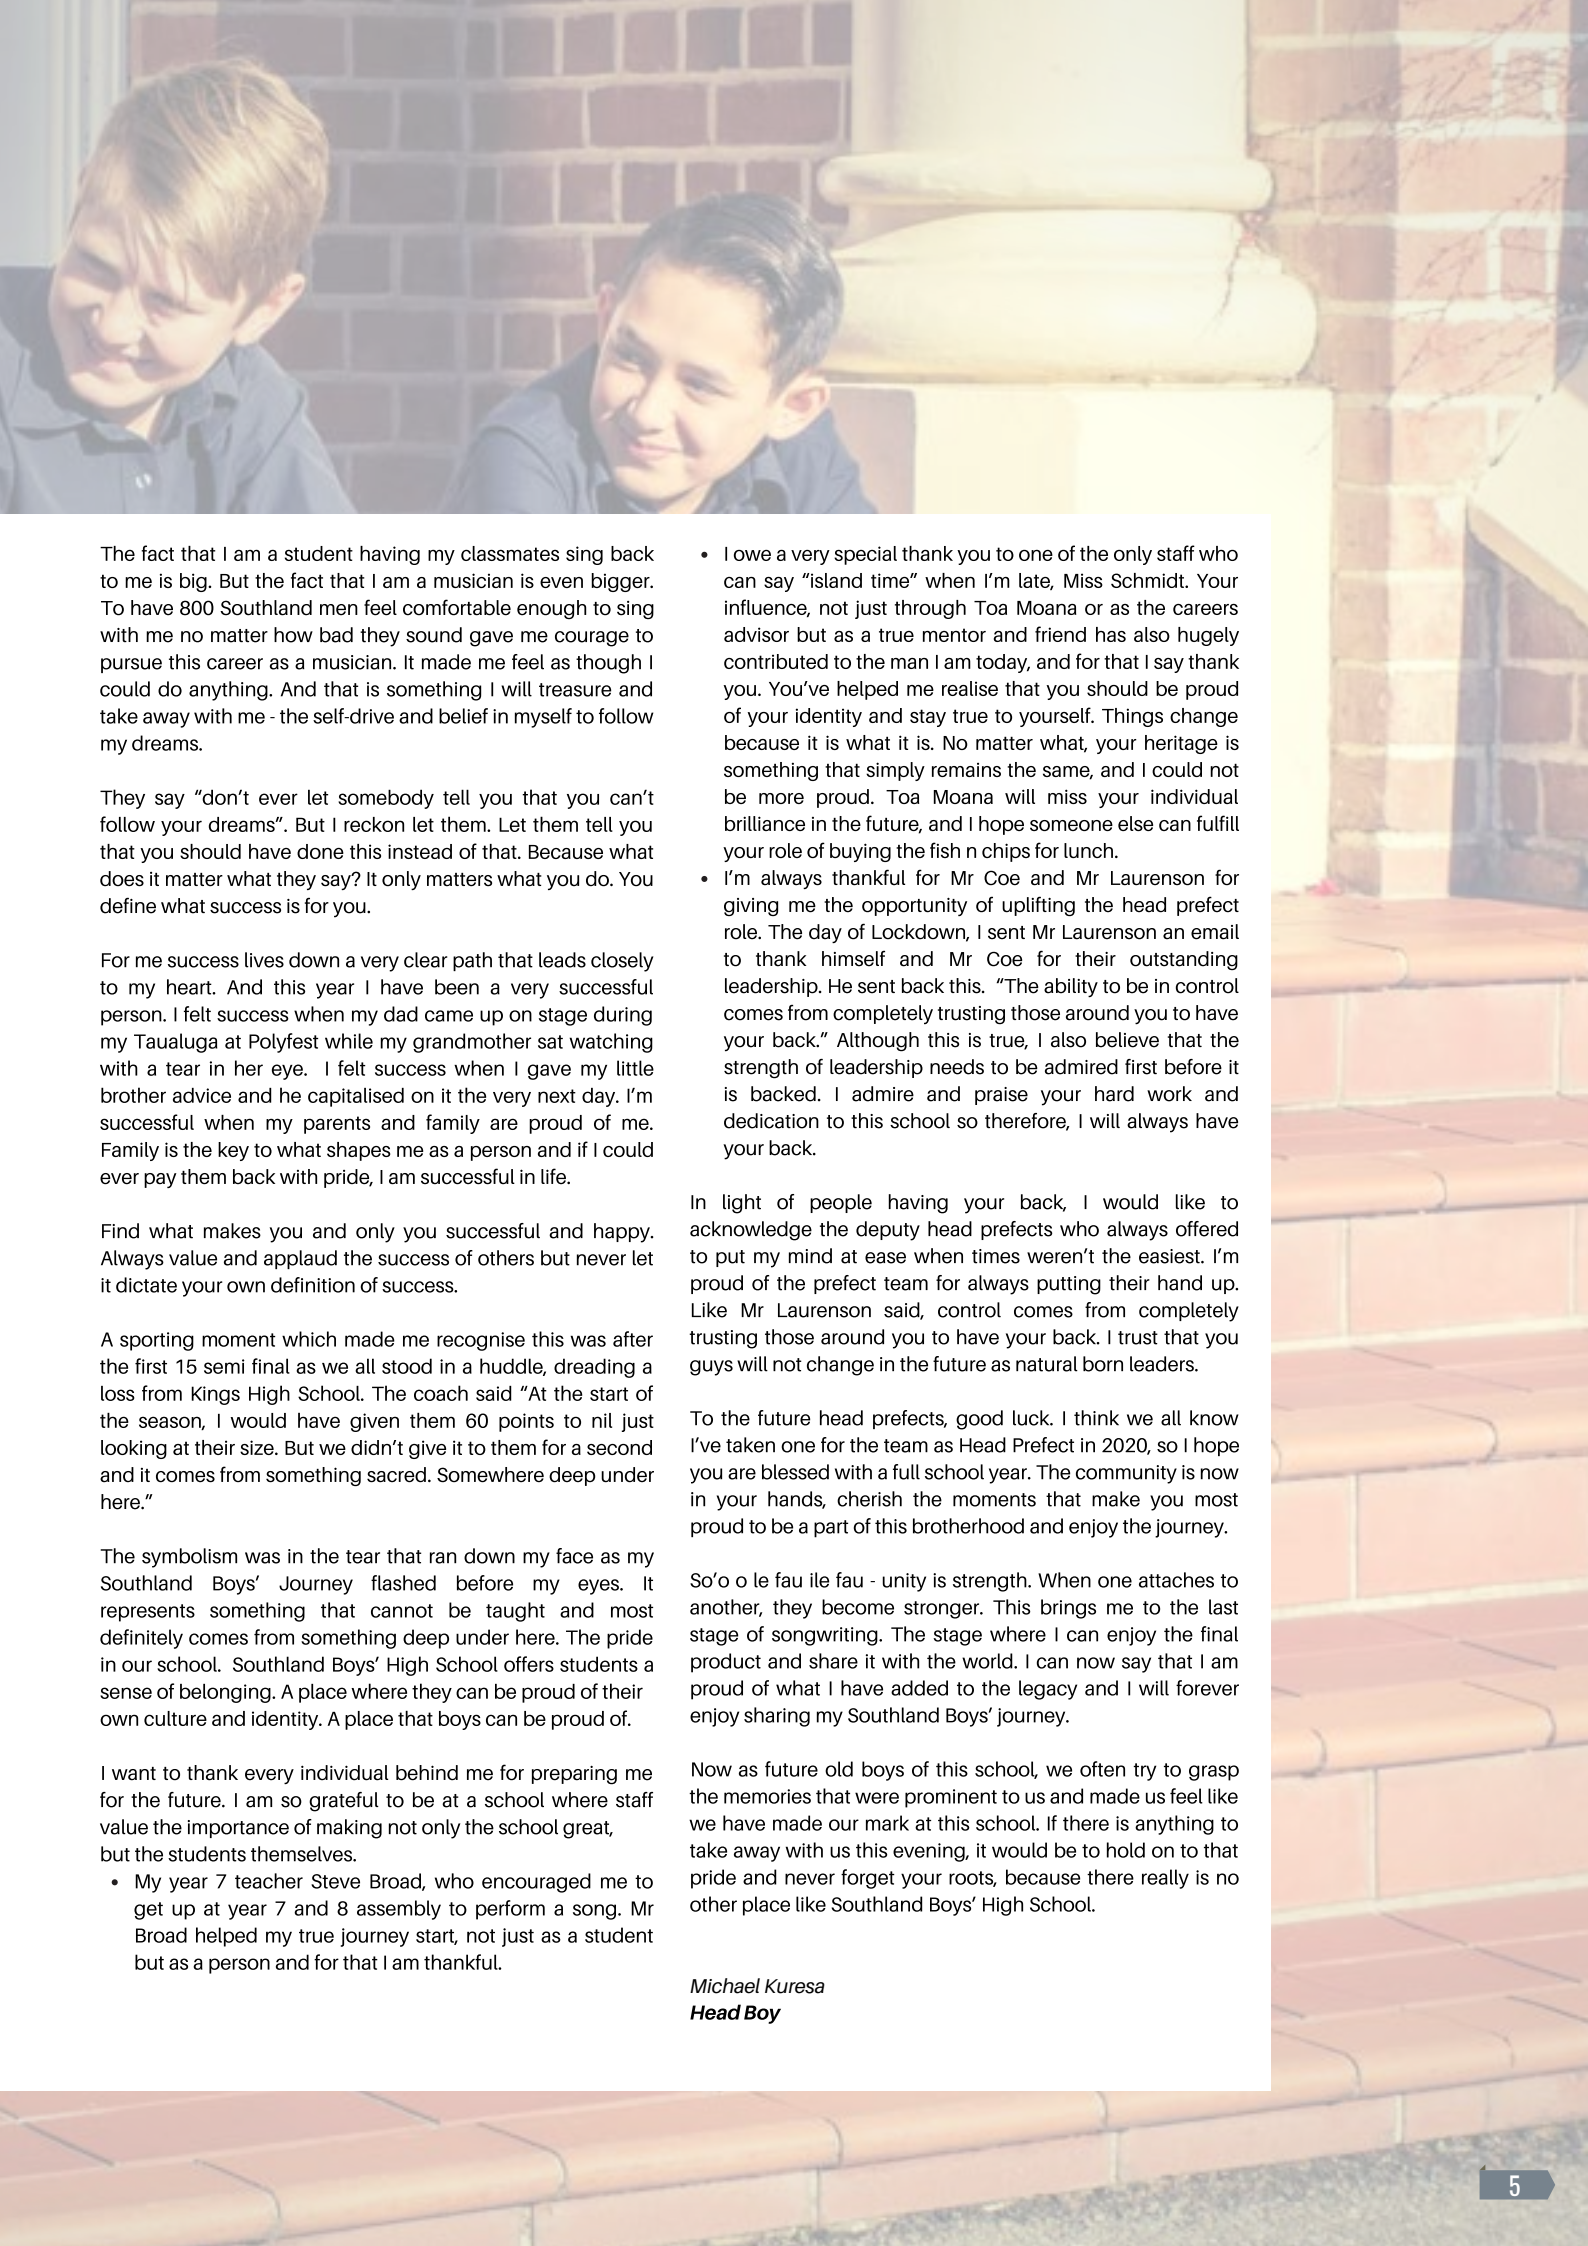 The fact that I am a student having my classmates sing back
to me is big. But the fact that I am a musician is even bigger.
To have 800 Southland men feel comfortable enough to sing
with me no matter how bad they sound gave me courage to
pursue this career as a musician. It made me feel as though I
could do anything. And that is something I will treasure and
take away with me - the self-drive and belief in myself to follow
my dreams.
They say “don’t ever let somebody tell you that you can’t
follow your dreams”. But I reckon let them. Let them tell you
that you should have done this instead of that. Because what
does it matter what they say? It only matters what you do. You
define what success is for you.
For me success lives down a very clear path that leads closely
to my heart. And this year I have been a very successful
person. I felt success when my dad came up on stage during
my Taualuga at Polyfest while my grandmother sat watching
with a tear in her eye.  I felt success when I gave my little
brother advice and he capitalised on it the very next day. I’m
successful when my parents and family are proud of me.
Family is the key to what shapes me as a person and if I could
ever pay them back with pride, I am successful in life.
Find what makes you and only you successful and happy.
Always value and applaud the success of others but never let
it dictate your own definition of success.
A sporting moment which made me recognise this was after
the first 15 semi final as we all stood in a huddle, dreading a
loss from Kings High School. The coach said “At the start of
the season, I would have given them 60 points to nil just
looking at their size. But we didn’t give it to them for a second
and it comes from something sacred. Somewhere deep under
here.”
The symbolism was in the tear that ran down my face as my
Southland Boys’ Journey flashed before my eyes. It
represents something that cannot be taught and most
definitely comes from something deep under here. The pride
in our school.  Southland Boys’ High School offers students a
sense of belonging. A place where they can be proud of their
own culture and identity. A place that boys can be proud of.
I want to thank every individual behind me for preparing me
for the future. I am so grateful to be at a school where staff
value the importance of making not only the school great,
but the students themselves.
• My year 7 teacher Steve Broad, who encouraged me to
get up at year 7 and 8 assembly to perform a song. Mr
Broad helped my true journey start, not just as a student
but as a person and for that I am thankful.
• I owe a very special thank you to one of the only staff who
can say “island time” when I’m late, Miss Schmidt. Your
influence, not just through Toa Moana or as the careers
advisor but as a true mentor and friend has also hugely
contributed to the man I am today, and for that I say thank
you. You’ve helped me realise that you should be proud
of your identity and stay true to yourself. Things change
because it is what it is. No matter what, your heritage is
something that simply remains the same, and I could not
be more proud. Toa Moana will miss your individual
brilliance in the future, and I hope someone else can fulfill
your role of buying the fish n chips for lunch.
• I’m always thankful for Mr Coe and Mr Laurenson for
giving me the opportunity of uplifting the head prefect
role. The day of Lockdown, I sent Mr Laurenson an email
to thank himself and Mr Coe for their outstanding
leadership. He sent back this.  “The ability to be in control
comes from completely trusting those around you to have
your back.” Although this is true, I also believe that the
strength of leadership needs to be admired first before it
is backed. I admire and praise your hard work and
dedication to this school so therefore, I will always have
your back.
In light of people having your back, I would like to
acknowledge the deputy head prefects who always offered
to put my mind at ease when times weren’t the easiest. I’m
proud of the prefect team for always putting their hand up.
Like Mr Laurenson said, control comes from completely
trusting those around you to have your back. I trust that you
guys will not change in the future as natural born leaders.
To the future head prefects, good luck. I think we all know
I’ve taken one for the team as Head Prefect in 2020, so I hope
you are blessed with a full school year. The community is now
in your hands, cherish the moments that make you most
proud to be a part of this brotherhood and enjoy the journey.
So’o o le fau ile fau - unity is strength. When one attaches to
another, they become stronger. This brings me to the last
stage of songwriting. The stage where I can enjoy the final
product and share it with the world. I can now say that I am
proud of what I have added to the legacy and I will forever
enjoy sharing my Southland Boys’ journey.
Now as future old boys of this school, we often try to grasp
the memories that were prominent to us and made us feel like
we have made our mark at this school. If there is anything to
take away with us this evening, it would be to hold on to that
pride and never forget your roots, because there really is no
other place like Southland Boys’ High School.
Michael Kuresa
Head Boy
5